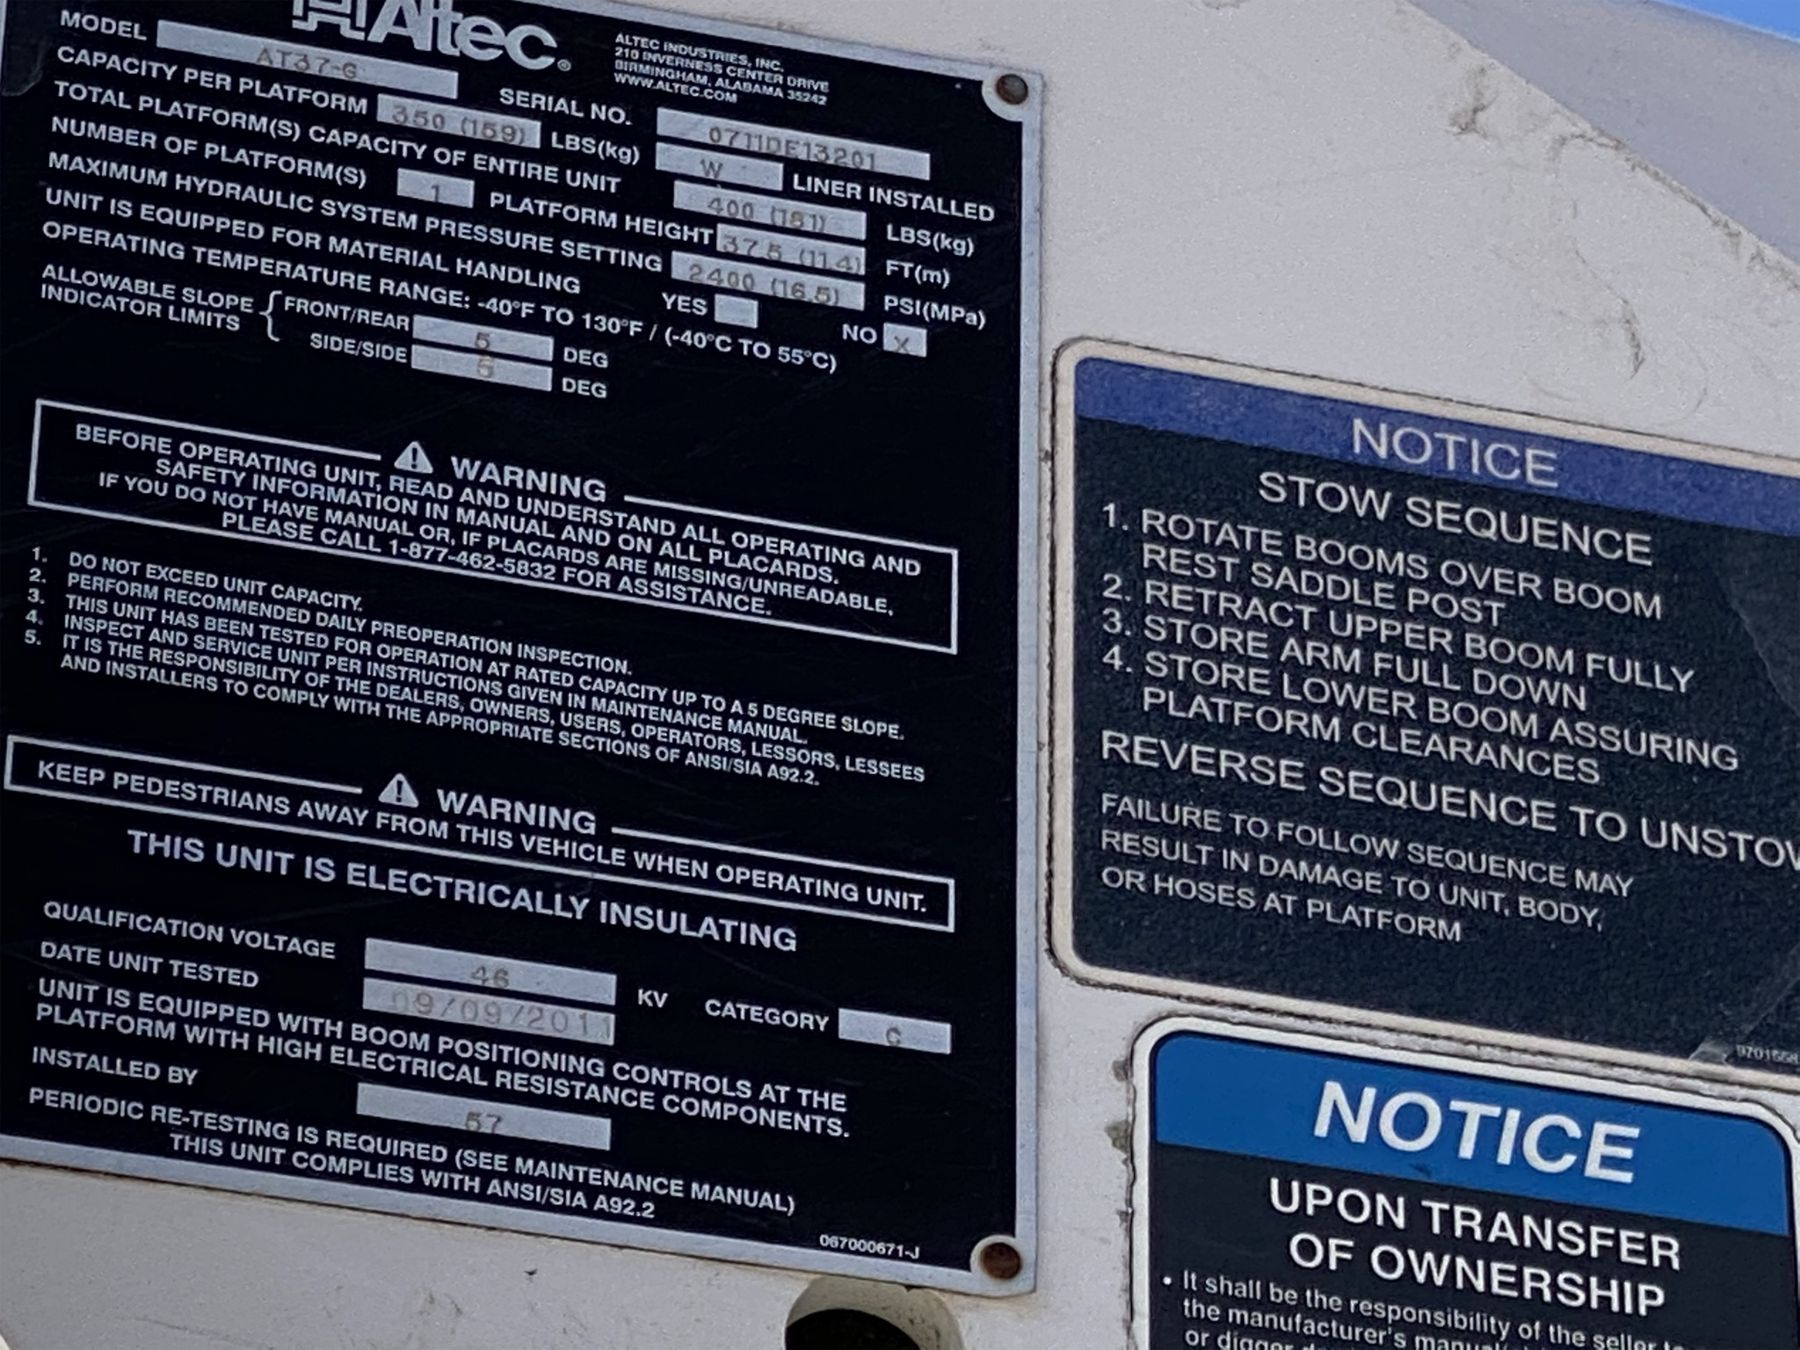 Altec®
ALTEC INDUSTRIES, INC.
210 INVERNESS CENTER DRIVE
BIRMINGHAM, ALABAMA 35242
WWW.ALTEC.COM
MODEL AT37-G SERIAL NO. 0711DE13201
CAPACITY PER PLATFORM 350 (159) LBS(kg) W LINER INSTALLED
TOTAL PLATFORM(S) CAPACITY OF ENTIRE UNIT 400 (181) LBS(kg)
NUMBER OF PLATFORM(S) 1 PLATFORM HEIGHT 37.5 (11.4) FT(m)
MAXIMUM HYDRAULIC SYSTEM PRESSURE SETTING 2400 (16.5) PSI(MPa)
UNIT IS EQUIPPED FOR MATERIAL HANDLING YES NO X
OPERATING TEMPERATURE RANGE: -40°F TO 130°F / (-40°C TO 55°C)
ALLOWABLE SLOPE INDICATOR LIMITS { FRONT/REAR 5 DEG
SIDE/SIDE 5 DEG
⚠ WARNING
BEFORE OPERATING UNIT, READ AND UNDERSTAND ALL OPERATING AND
SAFETY INFORMATION IN MANUAL AND ON ALL PLACARDS.
IF YOU DO NOT HAVE MANUAL OR, IF PLACARDS ARE MISSING/UNREADABLE,
PLEASE CALL 1-877-462-5832 FOR ASSISTANCE.
1. DO NOT EXCEED UNIT CAPACITY.
2. PERFORM RECOMMENDED DAILY PREOPERATION INSPECTION.
3. THIS UNIT HAS BEEN TESTED FOR OPERATION AT RATED CAPACITY UP TO A 5 DEGREE SLOPE.
4. INSPECT AND SERVICE UNIT PER INSTRUCTIONS GIVEN IN MAINTENANCE MANUAL.
5. IT IS THE RESPONSIBILITY OF THE DEALERS, OWNERS, USERS, OPERATORS, LESSORS, LESSEES
AND INSTALLERS TO COMPLY WITH THE APPROPRIATE SECTIONS OF ANSI/SIA A92.2.
⚠ WARNING
KEEP PEDESTRIANS AWAY FROM THIS VEHICLE WHEN OPERATING UNIT.
THIS UNIT IS ELECTRICALLY INSULATING
QUALIFICATION VOLTAGE 46 KV CATEGORY C
DATE UNIT TESTED 09/09/2011
UNIT IS EQUIPPED WITH BOOM POSITIONING CONTROLS AT THE
PLATFORM WITH HIGH ELECTRICAL RESISTANCE COMPONENTS.
INSTALLED BY 57
PERIODIC RE-TESTING IS REQUIRED (SEE MAINTENANCE MANUAL)
THIS UNIT COMPLIES WITH ANSI/SIA A92.2
067000671-J
NOTICE
STOW SEQUENCE
1. ROTATE BOOMS OVER BOOM
REST SADDLE POST
2. RETRACT UPPER BOOM FULLY
3. STORE ARM FULL DOWN
4. STORE LOWER BOOM ASSURING
PLATFORM CLEARANCES
REVERSE SEQUENCE TO UNSTOW
FAILURE TO FOLLOW SEQUENCE MAY
RESULT IN DAMAGE TO UNIT, BODY,
OR HOSES AT PLATFORM
NOTICE
UPON TRANSFER
OF OWNERSHIP
• It shall be the responsibility of the seller
the manufacturer's
or